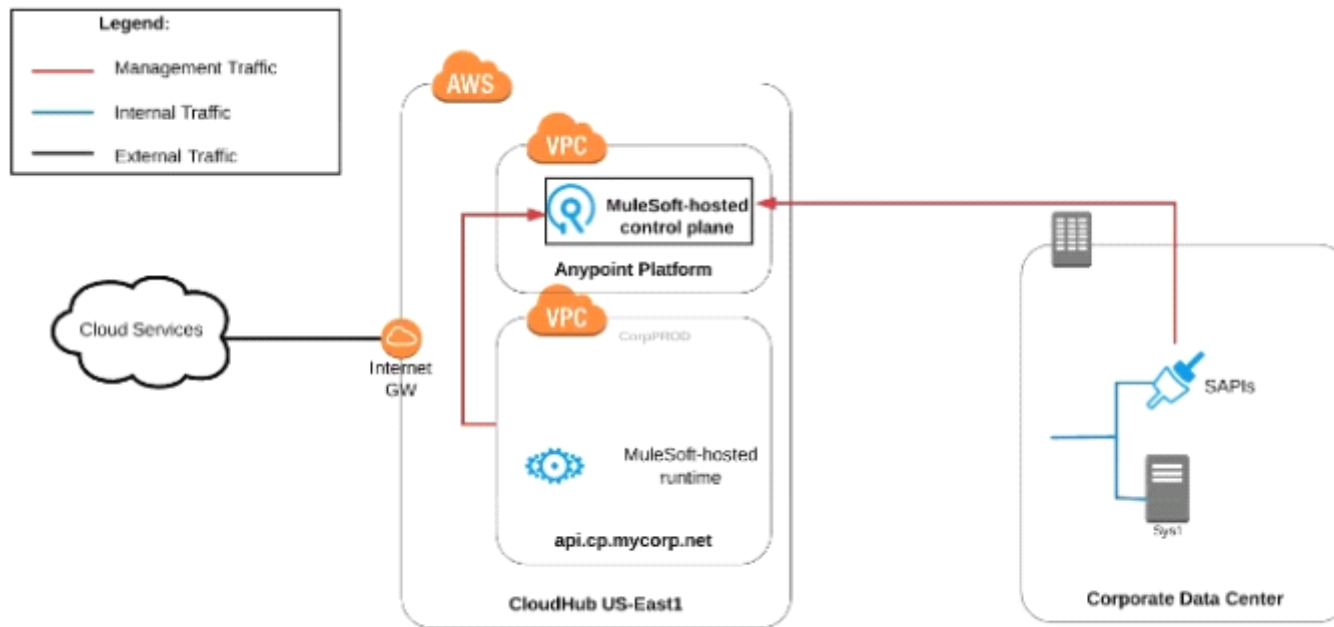 Legend:
Management Traffic
Internal Traffic
External Traffic
AWS
VPC
MuleSoft-hosted
control plane
Anypoint Platform
VPC
CorpPROD
Cloud Services
Internet
GW
MuleSoft-hosted
runtime
api.cp.mycorp.net
CloudHub US-East1
SAPIs
Sys1
Corporate Data Center